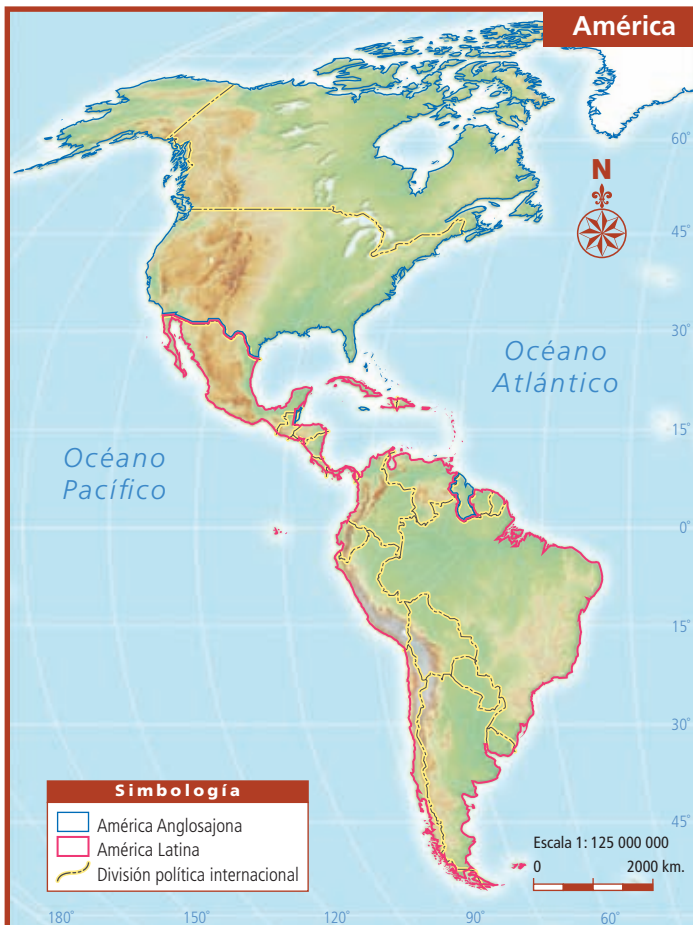 América
60°
N
45°
30°
Océano
Atlántico
15°
Océano
Pacífico
0°
15°
30°
Simbología
América Anglosajona
América Latina
División política internacional
45°
Escala 1: 125 000 000
0 2000 km.
180° 150° 120° 90° 60°